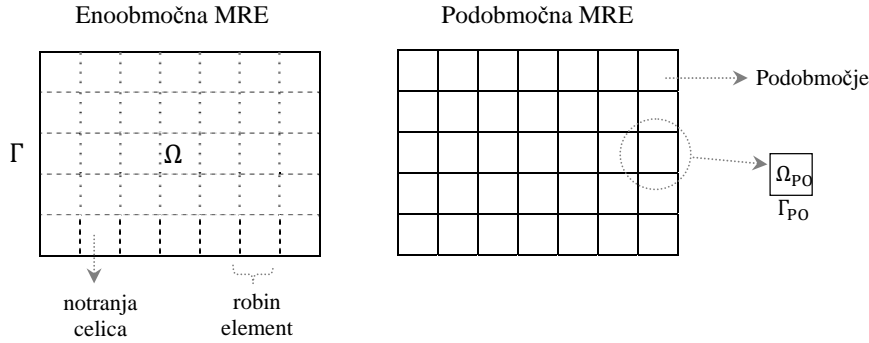 Enoobmočna MRE
Podobmočna MRE
Podobmočje
Γ
Ω
Ω_PO
Γ_PO
notranja
celica
robin
element